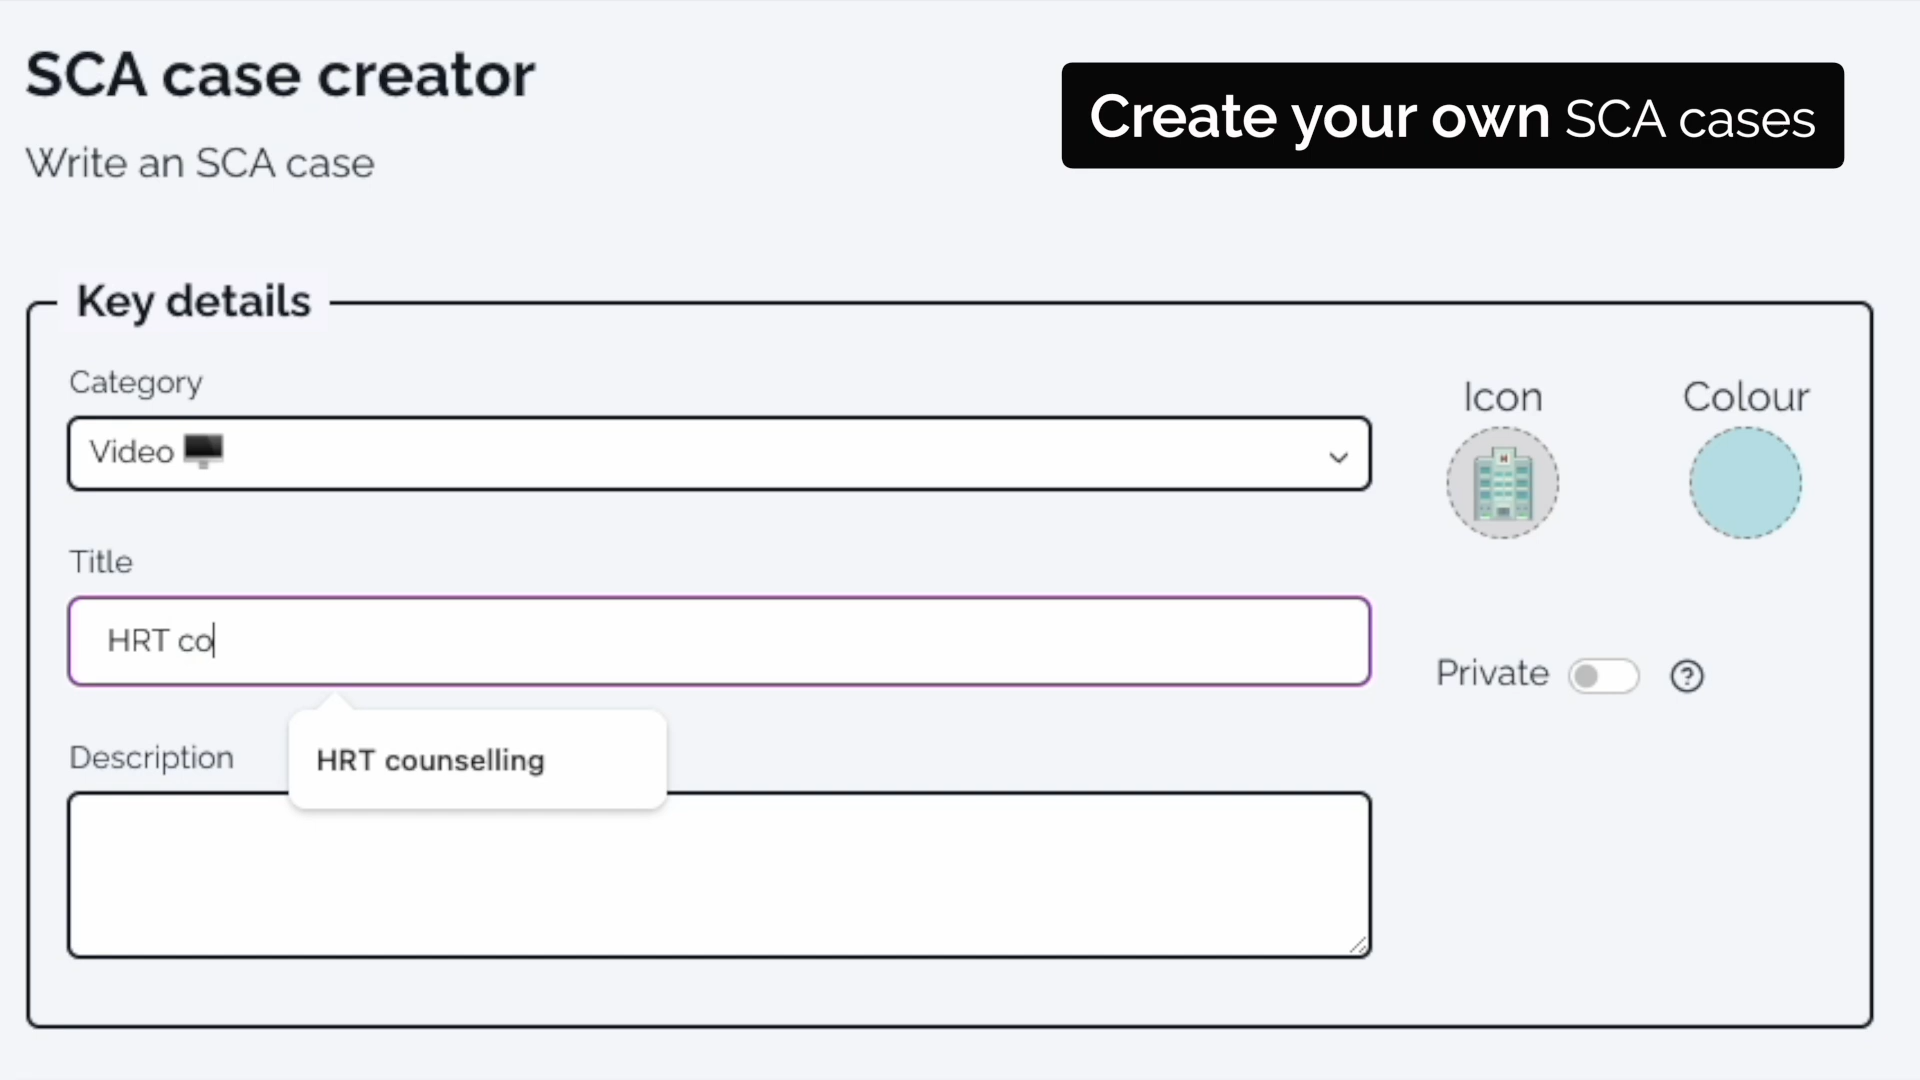 SCA case creator
Create your own SCA cases
Write an SCA case
Key details
Category
Video
Icon
Colour
H
Title
HRT co
Private
?
HRT counselling
Description